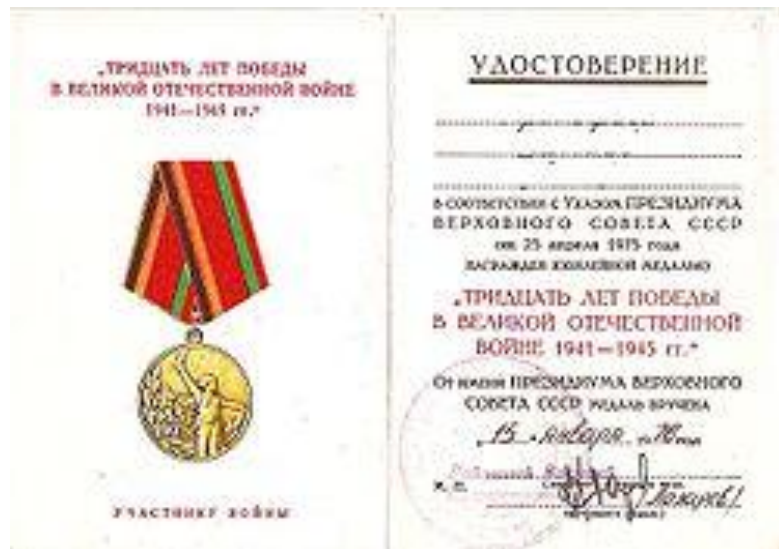 „ТРИДЦАТЬ ЛЕТ ПОБЕДЫ
В ВЕЛИКОЙ ОТЕЧЕСТВЕННОЙ ВОЙНЕ
1941—1945 гг.“
УЧАСТНИКУ ВОЙНЫ
УДОСТОВЕРЕНИЕ
В СООТВЕТСТВИИ С УКАЗОМ ПРЕЗИДИУМА
ВЕРХОВНОГО СОВЕТА СССР
от 25 апреля 1975 года
НАГРАЖДЕН ЮБИЛЕЙНОЙ МЕДАЛЬЮ
„ТРИДЦАТЬ ЛЕТ ПОБЕДЫ
В ВЕЛИКОЙ ОТЕЧЕСТВЕННОЙ
ВОЙНЕ 1941—1945 гг.“
От имени ПРЕЗИДИУМА ВЕРХОВНОГО
СОВЕТА СССР МЕДАЛЬ ВРУЧЕНА
„15“ января 1976 года
М. П.